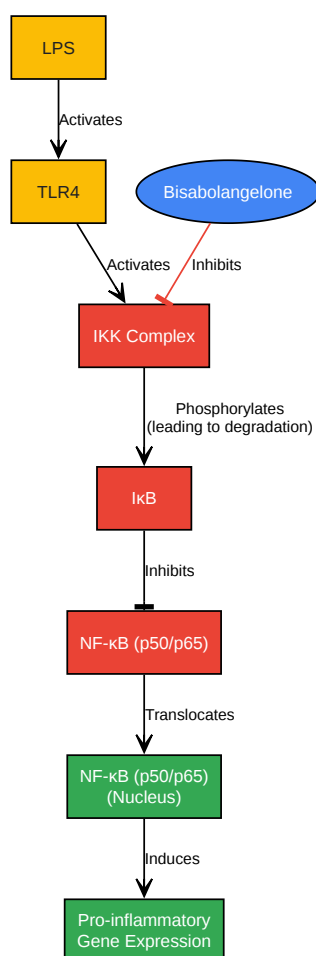 LPS
Activates
TLR4
Bisabolangelone
Activates
Inhibits
IKK Complex
Phosphorylates
(leading to degradation)
IκB
Inhibits
NF-κB (p50/p65)
Translocates
NF-κB (p50/p65)
(Nucleus)
Induces
Pro-inflammatory
Gene Expression